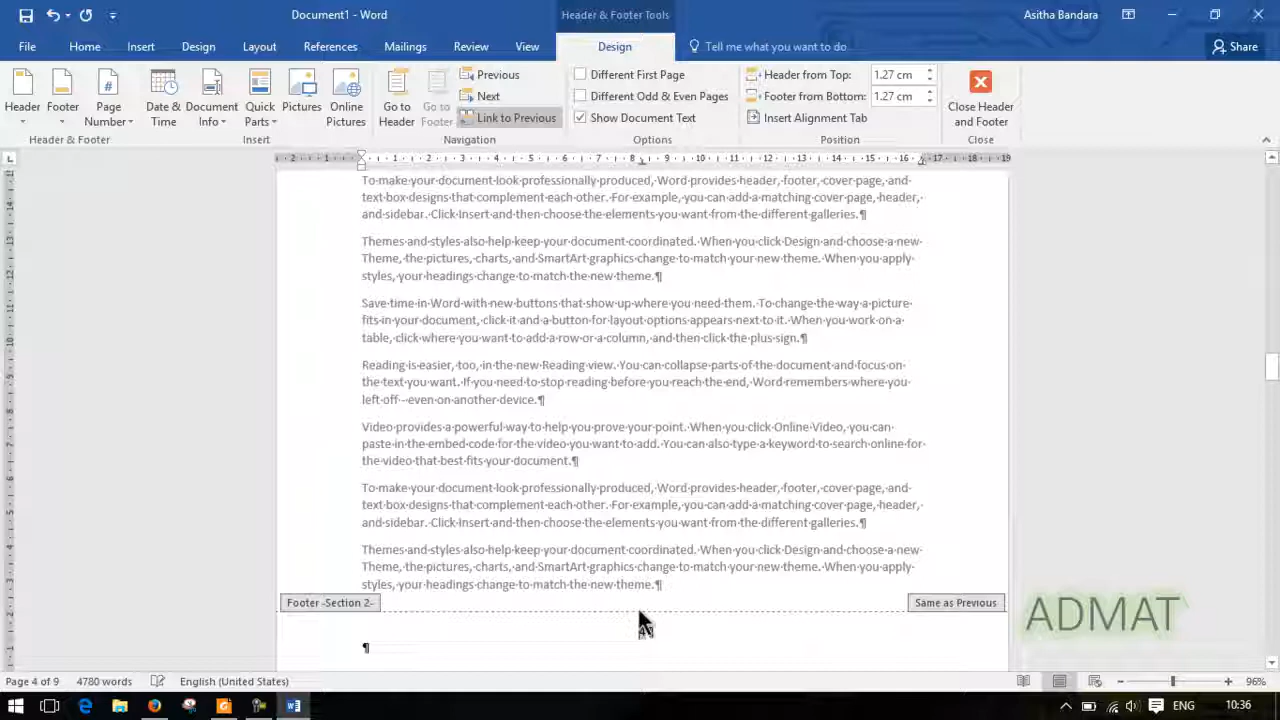 Document1 - Word
Header & Footer Tools
Asitha Bandara
File Home Insert Design Layout References Mailings Review View Design Tell me what you want to do Share
Header
Footer
Page Number
Header & Footer
Date & Time
Document Info
Quick Parts
Pictures
Online Pictures
Insert
Go to Header
Go to Footer
Previous
Next
Link to Previous
Navigation
Different First Page
Different Odd & Even Pages
Show Document Text
Options
Header from Top: 1.27 cm
Footer from Bottom: 1.27 cm
Insert Alignment Tab
Position
Close Header and Footer
Close
2 1 1 2 3 4 5 6 7 8 9 10 11 12 13 14 15 16 17 18 19
To·make·your·document·look·professionally·produced,·Word·provides·header,·footer,·cover·page,·and·
text·box·designs·that·complement·each·other.·For·example,·you·can·add·a·matching·cover·page,·header,·
and·sidebar.·Click·Insert·and·then·choose·the·elements·you·want·from·the·different·galleries.¶
Themes·and·styles·also·help·keep·your·document·coordinated.·When·you·click·Design·and·choose·a·new·
Theme,·the·pictures,·charts,·and·SmartArt·graphics·change·to·match·your·new·theme.·When·you·apply·
styles,·your·headings·change·to·match·the·new·theme.¶
Save·time·in·Word·with·new·buttons·that·show·up·where·you·need·them.·To·change·the·way·a·picture·
fits·in·your·document,·click·it·and·a·button·for·layout·options·appears·next·to·it.·When·you·work·on·a·
table,·click·where·you·want·to·add·a·row·or·a·column,·and·then·click·the·plus·sign.¶
Reading·is·easier,·too,·in·the·new·Reading·view.·You·can·collapse·parts·of·the·document·and·focus·on·
the·text·you·want.·If·you·need·to·stop·reading·before·you·reach·the·end,·Word·remembers·where·you·
left·off·-·even·on·another·device.¶
Video·provides·a·powerful·way·to·help·you·prove·your·point.·When·you·click·Online·Video,·you·can·
paste·in·the·embed·code·for·the·video·you·want·to·add.·You·can·also·type·a·keyword·to·search·online·for·
the·video·that·best·fits·your·document.¶
To·make·your·document·look·professionally·produced,·Word·provides·header,·footer,·cover·page,·and·
text·box·designs·that·complement·each·other.·For·example,·you·can·add·a·matching·cover·page,·header,·
and·sidebar.·Click·Insert·and·then·choose·the·elements·you·want·from·the·different·galleries.¶
Themes·and·styles·also·help·keep·your·document·coordinated.·When·you·click·Design·and·choose·a·new·
Theme,·the·pictures,·charts,·and·SmartArt·graphics·change·to·match·your·new·theme.·When·you·apply·
styles,·your·headings·change·to·match·the·new·theme.¶
Footer -Section 2-
Same as Previous
ADMAT
¶
Page 4 of 9 4780 words English (United States) 96%
ENG 10:36